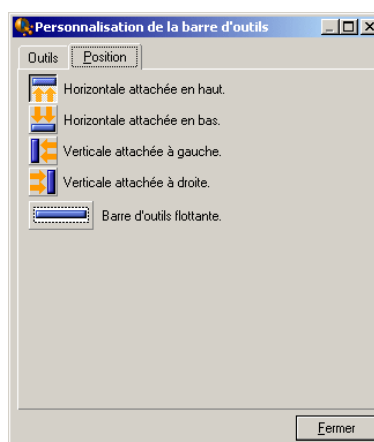 Personnalisation de la barre d'outils
Outils Position
Horizontale attachée en haut.
Horizontale attachée en bas.
Verticale attachée à gauche.
Verticale attachée à droite.
Barre d'outils flottante.
Fermer